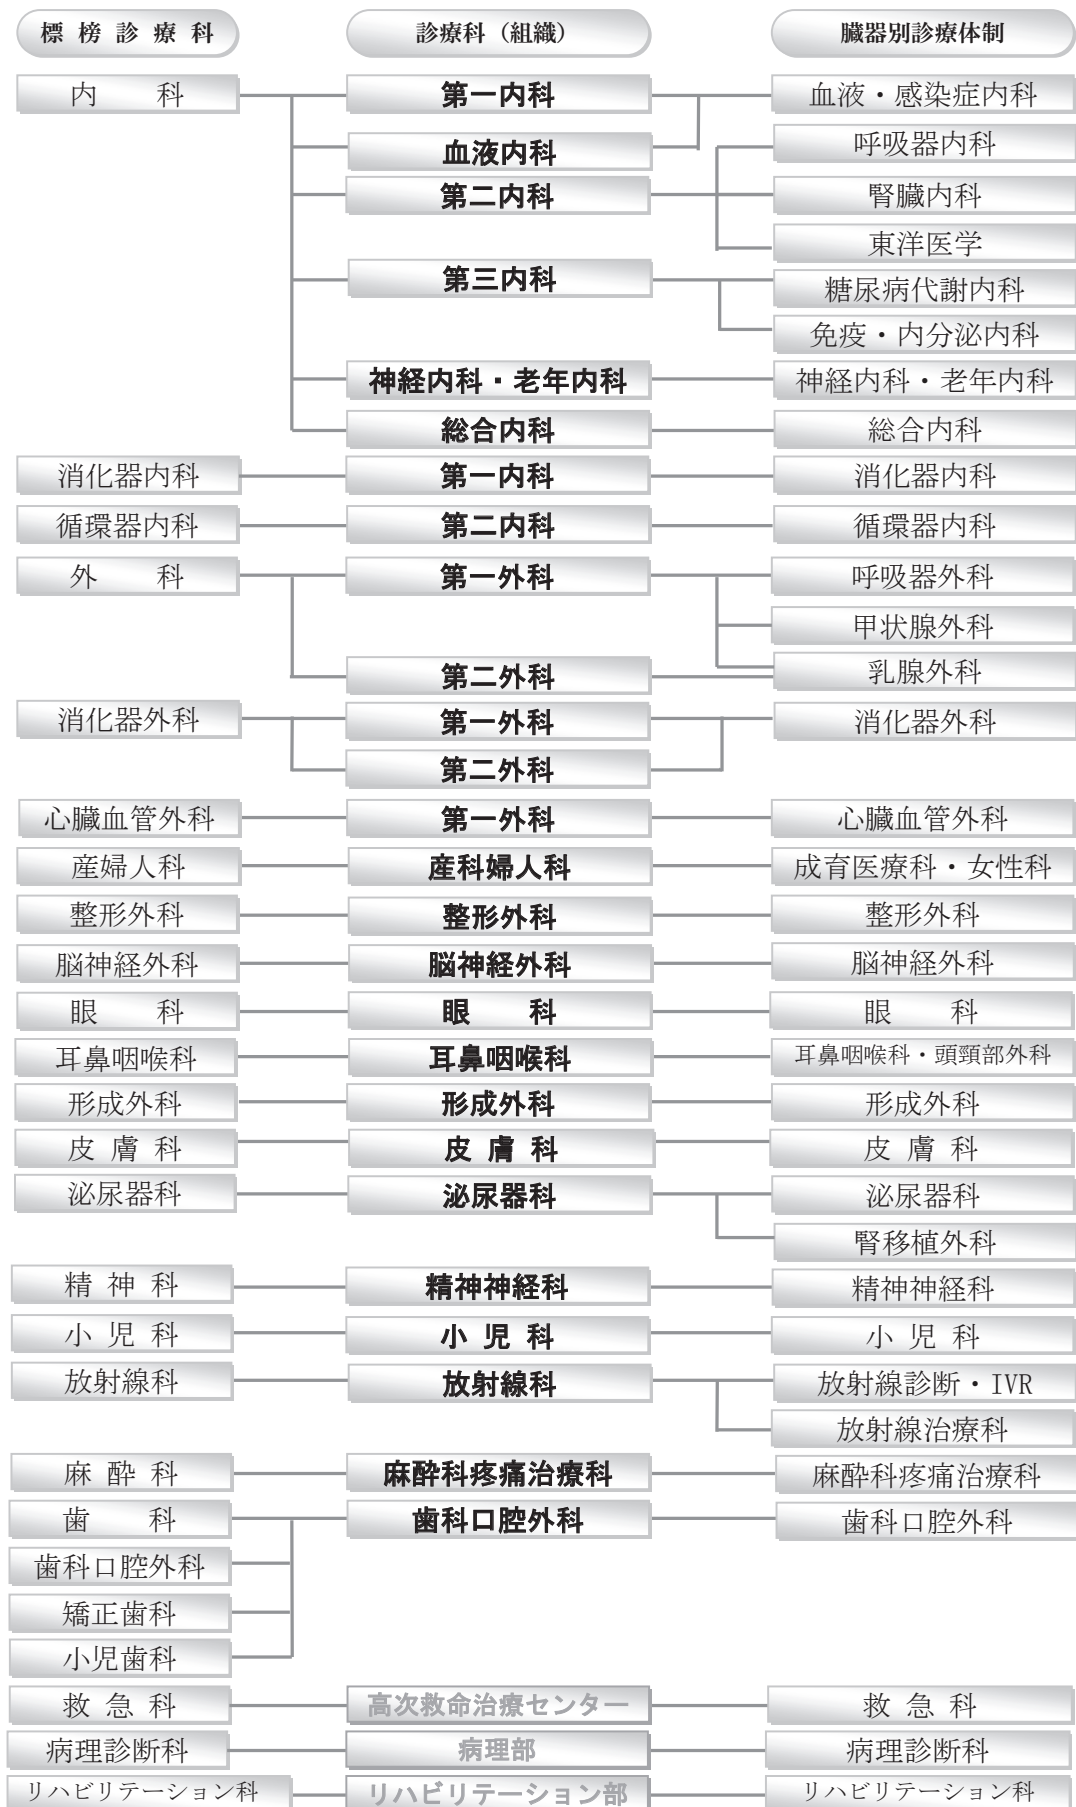 標榜診療科 診療科（組織） 臓器別診療体制
内科 第一内科 血液・感染症内科
血液内科 呼吸器内科
第二内科 腎臓内科
東洋医学
第三内科 糖尿病代謝内科
免疫・内分泌内科
神経内科・老年内科 神経内科・老年内科
総合内科 総合内科
消化器内科 第一内科 消化器内科
循環器内科 第二内科 循環器内科
外科 第一外科 呼吸器外科
甲状腺外科
第二外科 乳腺外科
消化器外科 第一外科 消化器外科
第二外科
心臓血管外科 第一外科 心臓血管外科
産婦人科 産科婦人科 成育医療科・女性科
整形外科 整形外科 整形外科
脳神経外科 脳神経外科 脳神経外科
眼科 眼科 眼科
耳鼻咽喉科 耳鼻咽喉科 耳鼻咽喉科・頭頸部外科
形成外科 形成外科 形成外科
皮膚科 皮膚科 皮膚科
泌尿器科 泌尿器科 泌尿器科
腎移植外科
精神科 精神神経科 精神神経科
小児科 小児科 小児科
放射線科 放射線科 放射線診断・IVR
放射線治療科
麻酔科 麻酔科疼痛治療科 麻酔科疼痛治療科
歯科 歯科口腔外科 歯科口腔外科
歯科口腔外科
矯正歯科
小児歯科
救急科 高次救命治療センター 救急科
病理診断科 病理部 病理診断科
リハビリテーション科 リハビリテーション部 リハビリテーション科